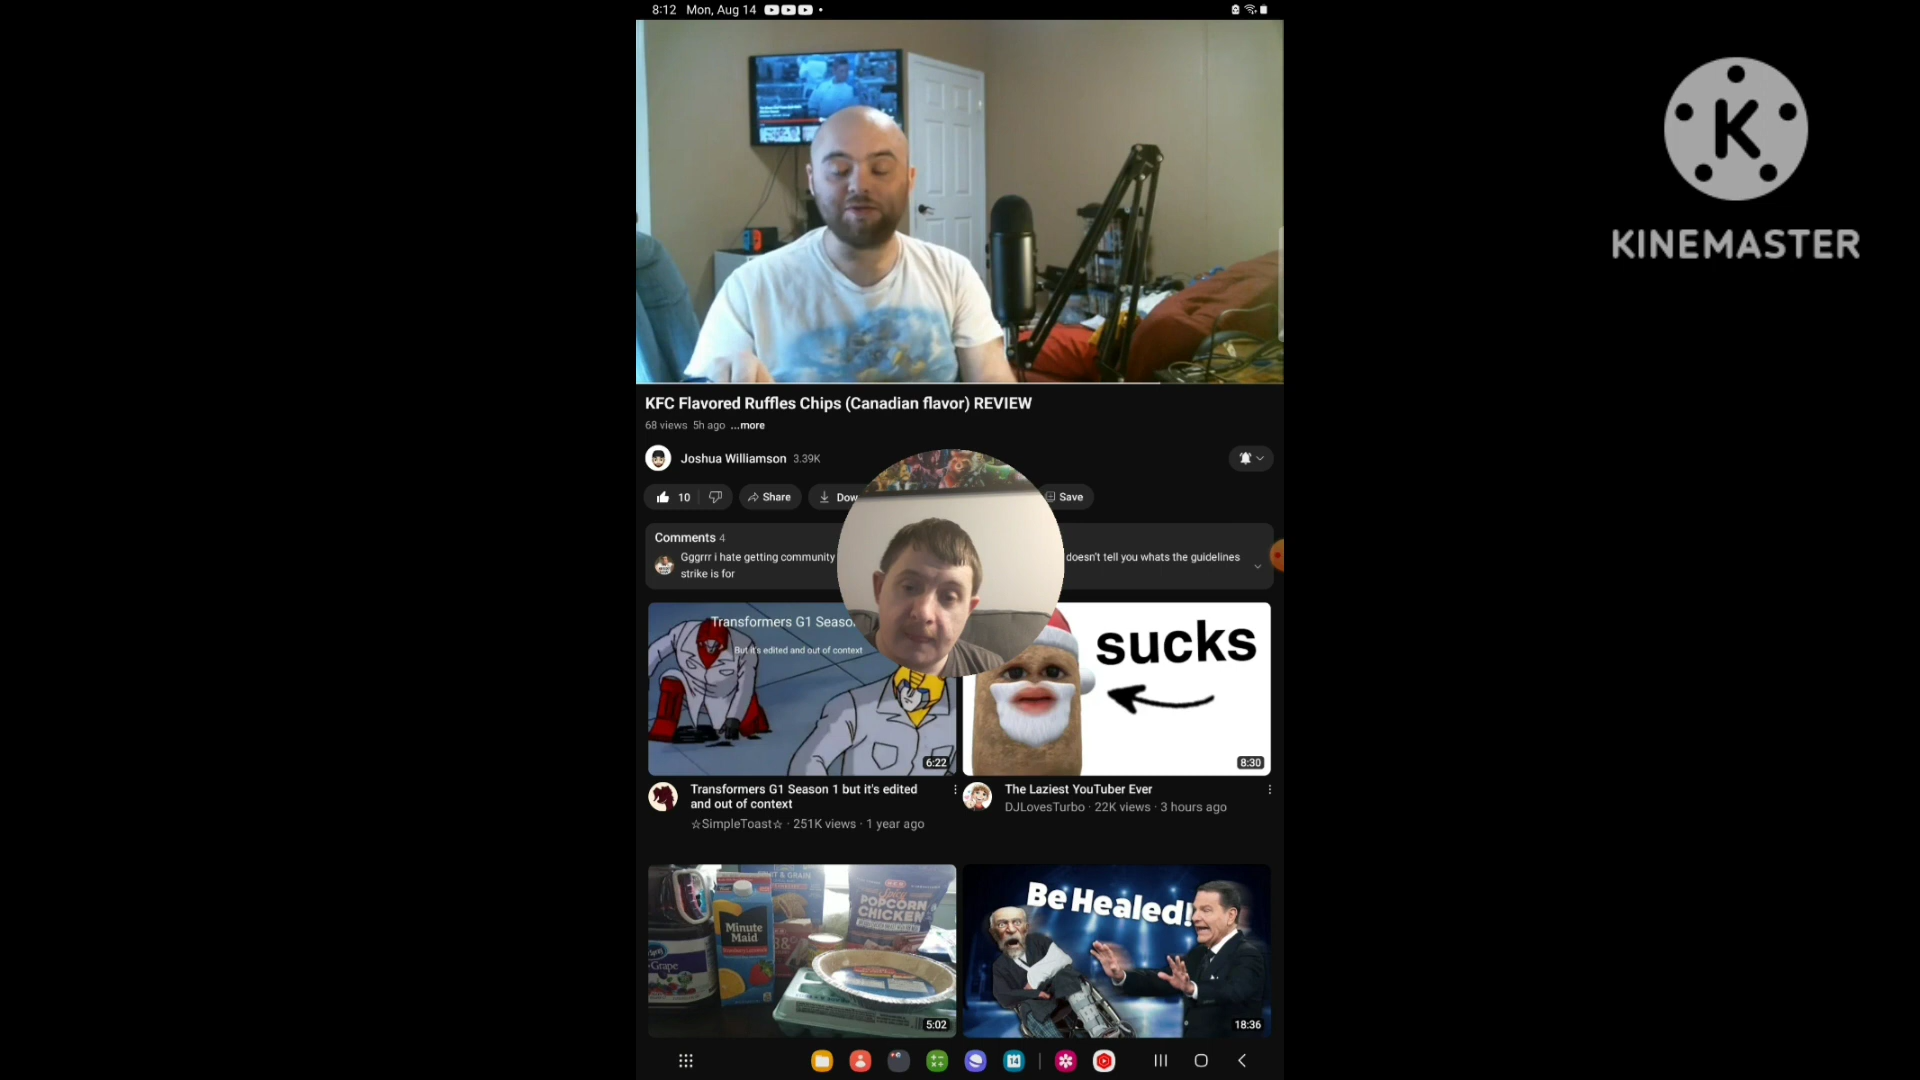 8:12 Mon, Aug 14
KINEMASTER
KFC Flavored Ruffles Chips (Canadian flavor) REVIEW
68 views 5h ago ...more
Joshua Williamson 3.39K
10 Share Dow Save
Comments 4
Gggrrr i hate getting community doesn't tell you whats the guidelines
strike is for
Transformers G1 Seaso
But it's edited and out of context
6:22
sucks
8:30
Transformers G1 Season 1 but it's edited
and out of context
☆SimpleToast☆ · 251K views · 1 year ago
The Laziest YouTuber Ever
DJLovesTurbo · 22K views · 3 hours ago
Minute
Maid
Grape
Spicy
POPCORN
CHICKEN
5:02
Be Healed!
18:36
14